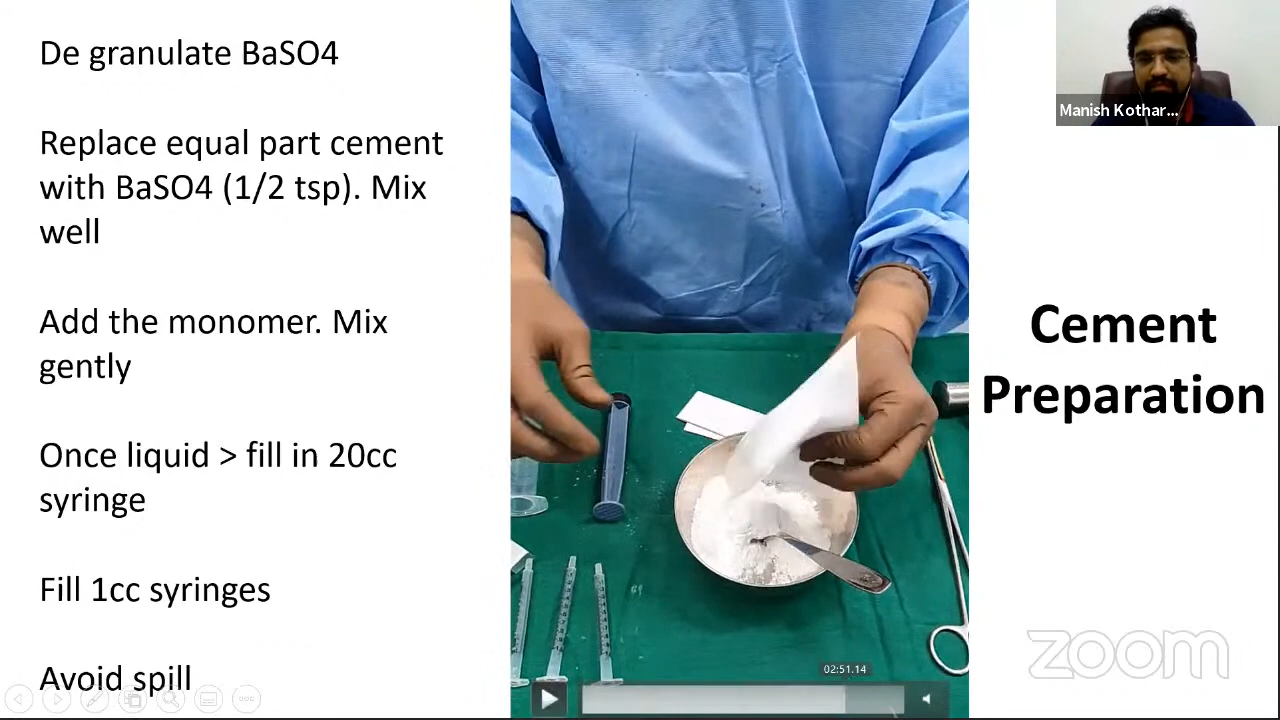 De granulate BaSO4
Replace equal part cement
with BaSO4 (1/2 tsp). Mix
well
Add the monomer. Mix
gently
Once liquid > fill in 20cc
syringe
Fill 1cc syringes
Avoid spill
Manish Kothar...
Cement
Preparation
zoom
02:51.14